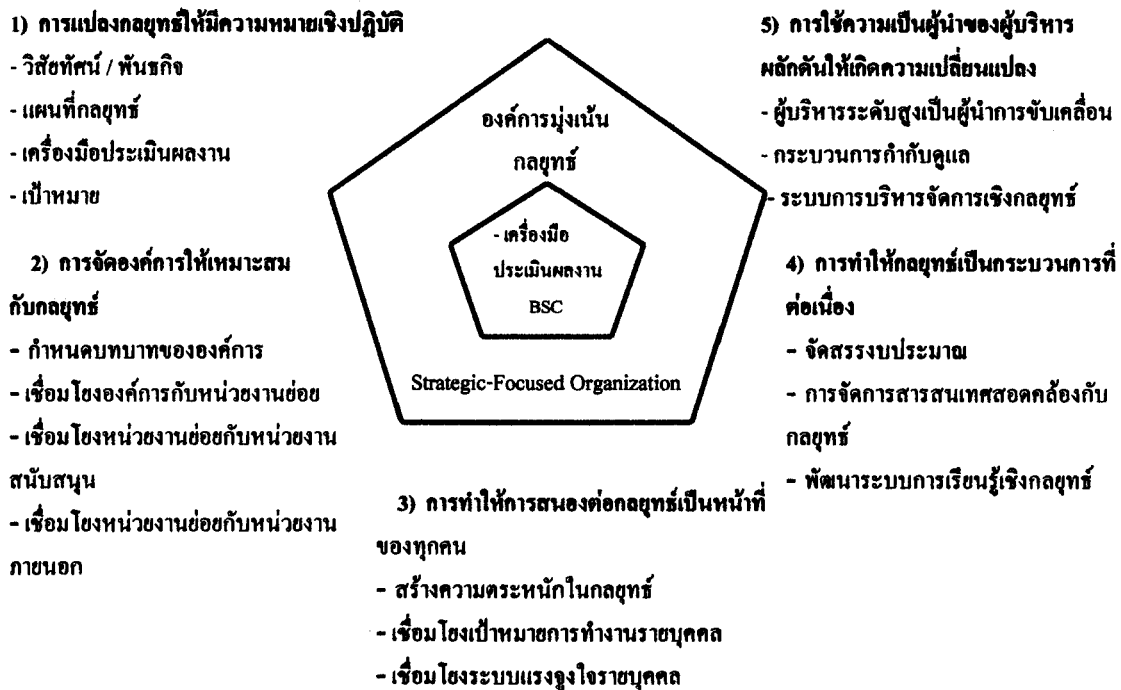 1) การแปลงกลยุทธ์ให้มีความหมายเชิงปฏิบัติ
- วิสัยทัศน์ / พันธกิจ
- แผนที่กลยุทธ์
- เครื่องมือประเมินผลงาน
- เป้าหมาย
2) การจัดองค์การให้เหมาะสม
กับกลยุทธ์
- กำหนดบทบาทขององค์การ
- เชื่อมโยงองค์การกับหน่วยงานย่อย
- เชื่อมโยงหน่วยงานย่อยกับหน่วยงาน
สนับสนุน
- เชื่อมโยงหน่วยงานย่อยกับหน่วยงาน
ภายนอก
องค์การมุ่งเน้น
กลยุทธ์
- เครื่องมือ
ประเมินผลงาน
BSC
Strategic-Focused Organization
3) การทำให้การสนองต่อกลยุทธ์เป็นหน้าที่
ของทุกคน
- สร้างความตระหนักในกลยุทธ์
- เชื่อมโยงเป้าหมายการทำงานรายบุคคล
- เชื่อมโยงระบบแรงจูงใจรายบุคคล
5) การใช้ความเป็นผู้นำของผู้บริหาร
ผลักดันให้เกิดความเปลี่ยนแปลง
- ผู้บริหารระดับสูงเป็นผู้นำการขับเคลื่อน
- กระบวนการกำกับดูแล
- ระบบการบริหารจัดการเชิงกลยุทธ์
4) การทำให้กลยุทธ์เป็นกระบวนการที่
ต่อเนื่อง
- จัดสรรงบประมาณ
- การจัดการสารสนเทศสอดคล้องกับ
กลยุทธ์
- พัฒนาระบบการเรียนรู้เชิงกลยุทธ์